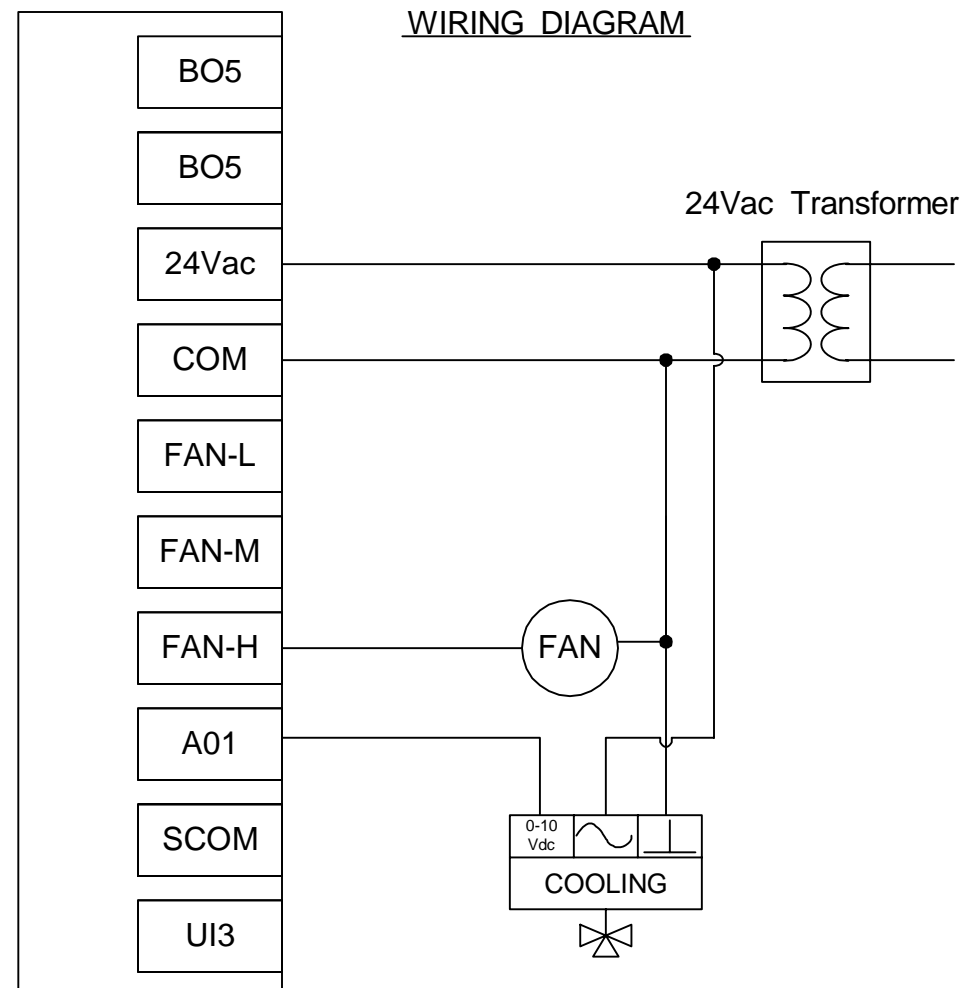 WIRING DIAGRAM
BO5
BO5
24Vac Transformer
24Vac
COM
FAN-L
FAN-M
FAN-H
FAN
A01
SCOM
0-10
Vdc
COOLING
UI3